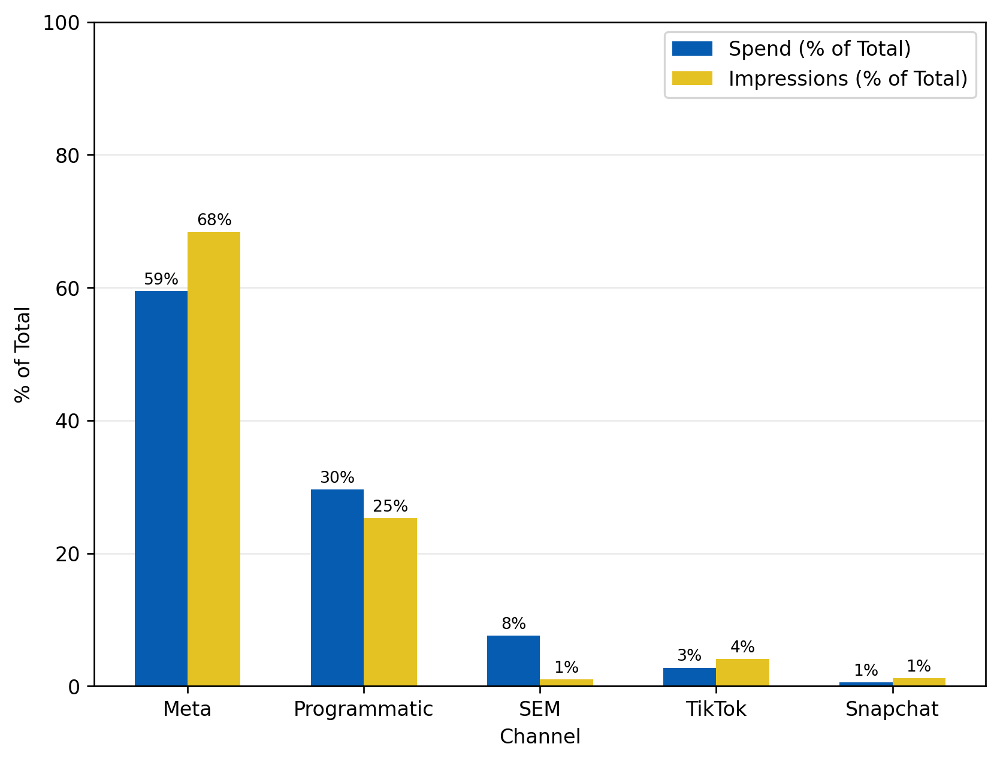 100
80
60
40
20
0
% of Total
Spend (% of Total)
Impressions (% of Total)
59%
68%
30%
25%
8%
1%
3%
4%
1%
1%
Meta
Programmatic
SEM
TikTok
Snapchat
Channel